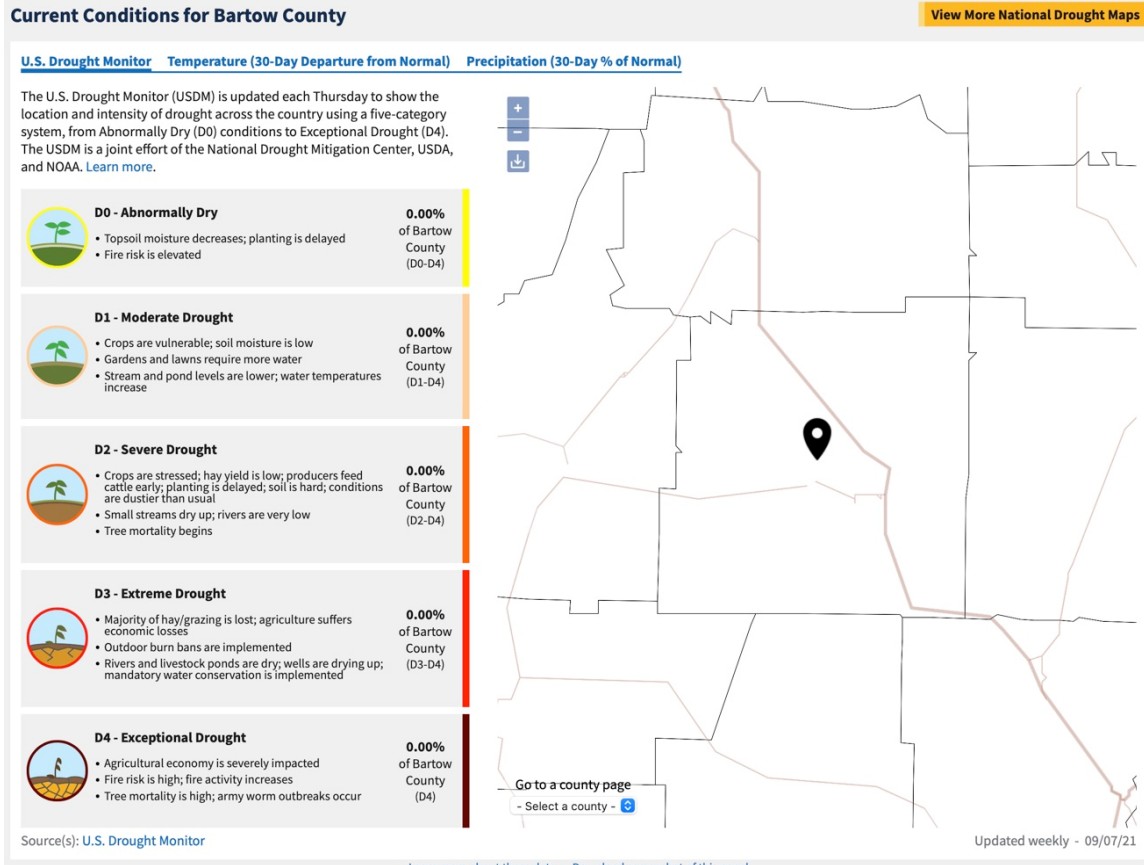 Current Conditions for Bartow County
View More National Drought Maps
U.S. Drought Monitor Temperature (30-Day Departure from Normal) Precipitation (30-Day % of Normal)
The U.S. Drought Monitor (USDM) is updated each Thursday to show the
location and intensity of drought across the country using a five-category
system, from Abnormally Dry (D0) conditions to Exceptional Drought (D4).
The USDM is a joint effort of the National Drought Mitigation Center, USDA,
and NOAA. Learn more.
D0 - Abnormally Dry
• Topsoil moisture decreases; planting is delayed
• Fire risk is elevated
0.00%
of Bartow
County
(D0-D4)
D1 - Moderate Drought
• Crops are vulnerable; soil moisture is low
• Gardens and lawns require more water
• Stream and pond levels are lower; water temperatures
increase
0.00%
of Bartow
County
(D1-D4)
D2 - Severe Drought
• Crops are stressed; hay yield is low; producers feed
cattle early; planting is delayed; soil is hard; conditions
are dustier than usual
• Small streams dry up; rivers are very low
• Tree mortality begins
0.00%
of Bartow
County
(D2-D4)
D3 - Extreme Drought
• Majority of hay/grazing is lost; agriculture suffers
economic losses
• Outdoor burn bans are implemented
• Rivers and livestock ponds are dry; wells are drying up;
mandatory water conservation is implemented
0.00%
of Bartow
County
(D3-D4)
D4 - Exceptional Drought
• Agricultural economy is severely impacted
• Fire risk is high; fire activity increases
• Tree mortality is high; army worm outbreaks occur
0.00%
of Bartow
County
(D4)
+
−
Go to a county page
- Select a county -
Source(s): U.S. Drought Monitor
Updated weekly - 09/07/21